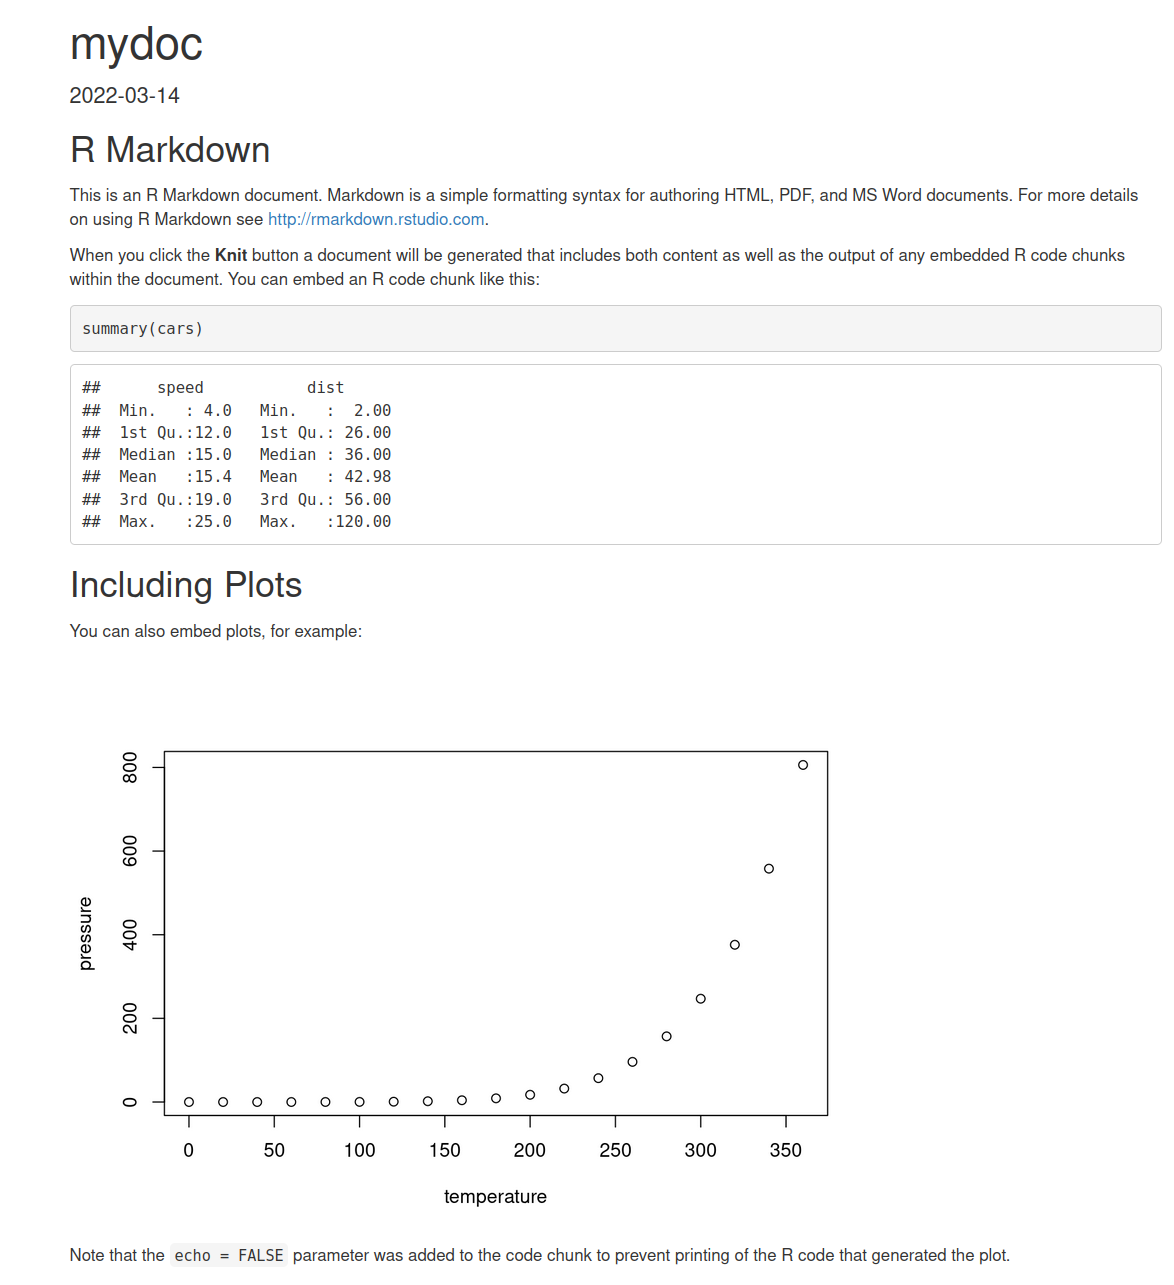 mydoc
2022-03-14
R Markdown
This is an R Markdown document. Markdown is a simple formatting syntax for authoring HTML, PDF, and MS Word documents. For more details
on using R Markdown see http://rmarkdown.rstudio.com.
When you click the Knit button a document will be generated that includes both content as well as the output of any embedded R code chunks
within the document. You can embed an R code chunk like this:
summary(cars)
##      speed           dist
##  Min.   : 4.0   Min.   :  2.00
##  1st Qu.:12.0   1st Qu.: 26.00
##  Median :15.0   Median : 36.00
##  Mean   :15.4   Mean   : 42.98
##  3rd Qu.:19.0   3rd Qu.: 56.00
##  Max.   :25.0   Max.   :120.00
Including Plots
You can also embed plots, for example:
800
600
400
200
0
pressure
0 50 100 150 200 250 300 350
temperature
Note that the echo = FALSE parameter was added to the code chunk to prevent printing of the R code that generated the plot.